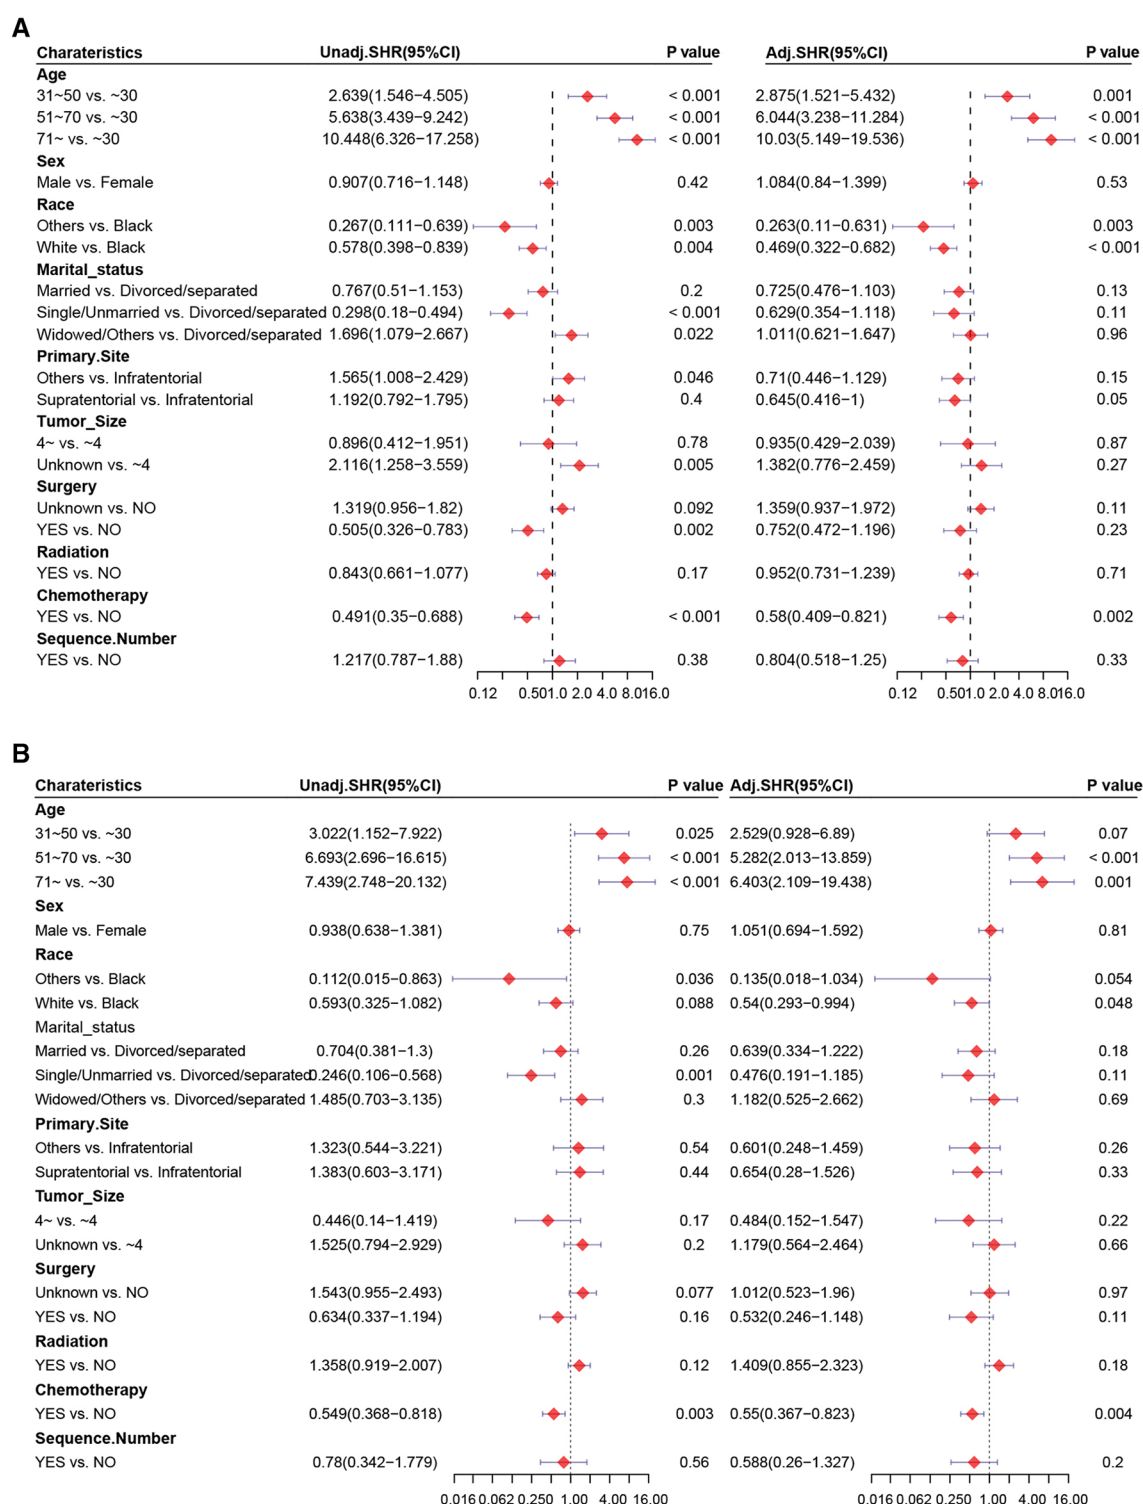 A
Charateristics Unadj.SHR(95%CI) P value Adj.SHR(95%CI) P value
Age
31~50 vs. ~30 2.639(1.546−4.505) < 0.001 2.875(1.521−5.432) 0.001
51~70 vs. ~30 5.638(3.439−9.242) < 0.001 6.044(3.238−11.284) < 0.001
71~ vs. ~30 10.448(6.326−17.258) < 0.001 10.03(5.149−19.536) < 0.001
Sex
Male vs. Female 0.907(0.716−1.148) 0.42 1.084(0.84−1.399) 0.53
Race
Others vs. Black 0.267(0.111−0.639) 0.003 0.263(0.11−0.631) 0.003
White vs. Black 0.578(0.398−0.839) 0.004 0.469(0.322−0.682) < 0.001
Marital_status
Married vs. Divorced/separated 0.767(0.51−1.153) 0.2 0.725(0.476−1.103) 0.13
Single/Unmarried vs. Divorced/separated 0.298(0.18−0.494) < 0.001 0.629(0.354−1.118) 0.11
Widowed/Others vs. Divorced/separated 1.696(1.079−2.667) 0.022 1.011(0.621−1.647) 0.96
Primary.Site
Others vs. Infratentorial 1.565(1.008−2.429) 0.046 0.71(0.446−1.129) 0.15
Supratentorial vs. Infratentorial 1.192(0.792−1.795) 0.4 0.645(0.416−1) 0.05
Tumor_Size
4~ vs. ~4 0.896(0.412−1.951) 0.78 0.935(0.429−2.039) 0.87
Unknown vs. ~4 2.116(1.258−3.559) 0.005 1.382(0.776−2.459) 0.27
Surgery
Unknown vs. NO 1.319(0.956−1.82) 0.092 1.359(0.937−1.972) 0.11
YES vs. NO 0.505(0.326−0.783) 0.002 0.752(0.472−1.196) 0.23
Radiation
YES vs. NO 0.843(0.661−1.077) 0.17 0.952(0.731−1.239) 0.71
Chemotherapy
YES vs. NO 0.491(0.35−0.688) < 0.001 0.58(0.409−0.821) 0.002
Sequence.Number
YES vs. NO 1.217(0.787−1.88) 0.38 0.804(0.518−1.25) 0.33
0.12 0.50 1.0 2.0 4.0 8.0 16.0 0.12 0.50 1.0 2.0 4.0 8.0 16.0
B
Charateristics Unadj.SHR(95%CI) P value Adj.SHR(95%CI) P value
Age
31~50 vs. ~30 3.022(1.152−7.922) 0.025 2.529(0.928−6.89) 0.07
51~70 vs. ~30 6.693(2.696−16.615) < 0.001 5.282(2.013−13.859) < 0.001
71~ vs. ~30 7.439(2.748−20.132) < 0.001 6.403(2.109−19.438) 0.001
Sex
Male vs. Female 0.938(0.638−1.381) 0.75 1.051(0.694−1.592) 0.81
Race
Others vs. Black 0.112(0.015−0.863) 0.036 0.135(0.018−1.034) 0.054
White vs. Black 0.593(0.325−1.082) 0.088 0.54(0.293−0.994) 0.048
Marital_status
Married vs. Divorced/separated 0.704(0.381−1.3) 0.26 0.639(0.334−1.222) 0.18
Single/Unmarried vs. Divorced/separated 0.246(0.106−0.568) 0.001 0.476(0.191−1.185) 0.11
Widowed/Others vs. Divorced/separated 1.485(0.703−3.135) 0.3 1.182(0.525−2.662) 0.69
Primary.Site
Others vs. Infratentorial 1.323(0.544−3.221) 0.54 0.601(0.248−1.459) 0.26
Supratentorial vs. Infratentorial 1.383(0.603−3.171) 0.44 0.654(0.28−1.526) 0.33
Tumor_Size
4~ vs. ~4 0.446(0.14−1.419) 0.17 0.484(0.152−1.547) 0.22
Unknown vs. ~4 1.525(0.794−2.929) 0.2 1.179(0.564−2.464) 0.66
Surgery
Unknown vs. NO 1.543(0.955−2.493) 0.077 1.012(0.523−1.96) 0.97
YES vs. NO 0.634(0.337−1.194) 0.16 0.532(0.246−1.148) 0.11
Radiation
YES vs. NO 1.358(0.919−2.007) 0.12 1.409(0.855−2.323) 0.18
Chemotherapy
YES vs. NO 0.549(0.368−0.818) 0.003 0.55(0.367−0.823) 0.004
Sequence.Number
YES vs. NO 0.78(0.342−1.779) 0.56 0.588(0.26−1.327) 0.2
0.016 0.062 0.250 1.00 4.00 16.00 0.016 0.062 0.250 1.00 4.00 16.00